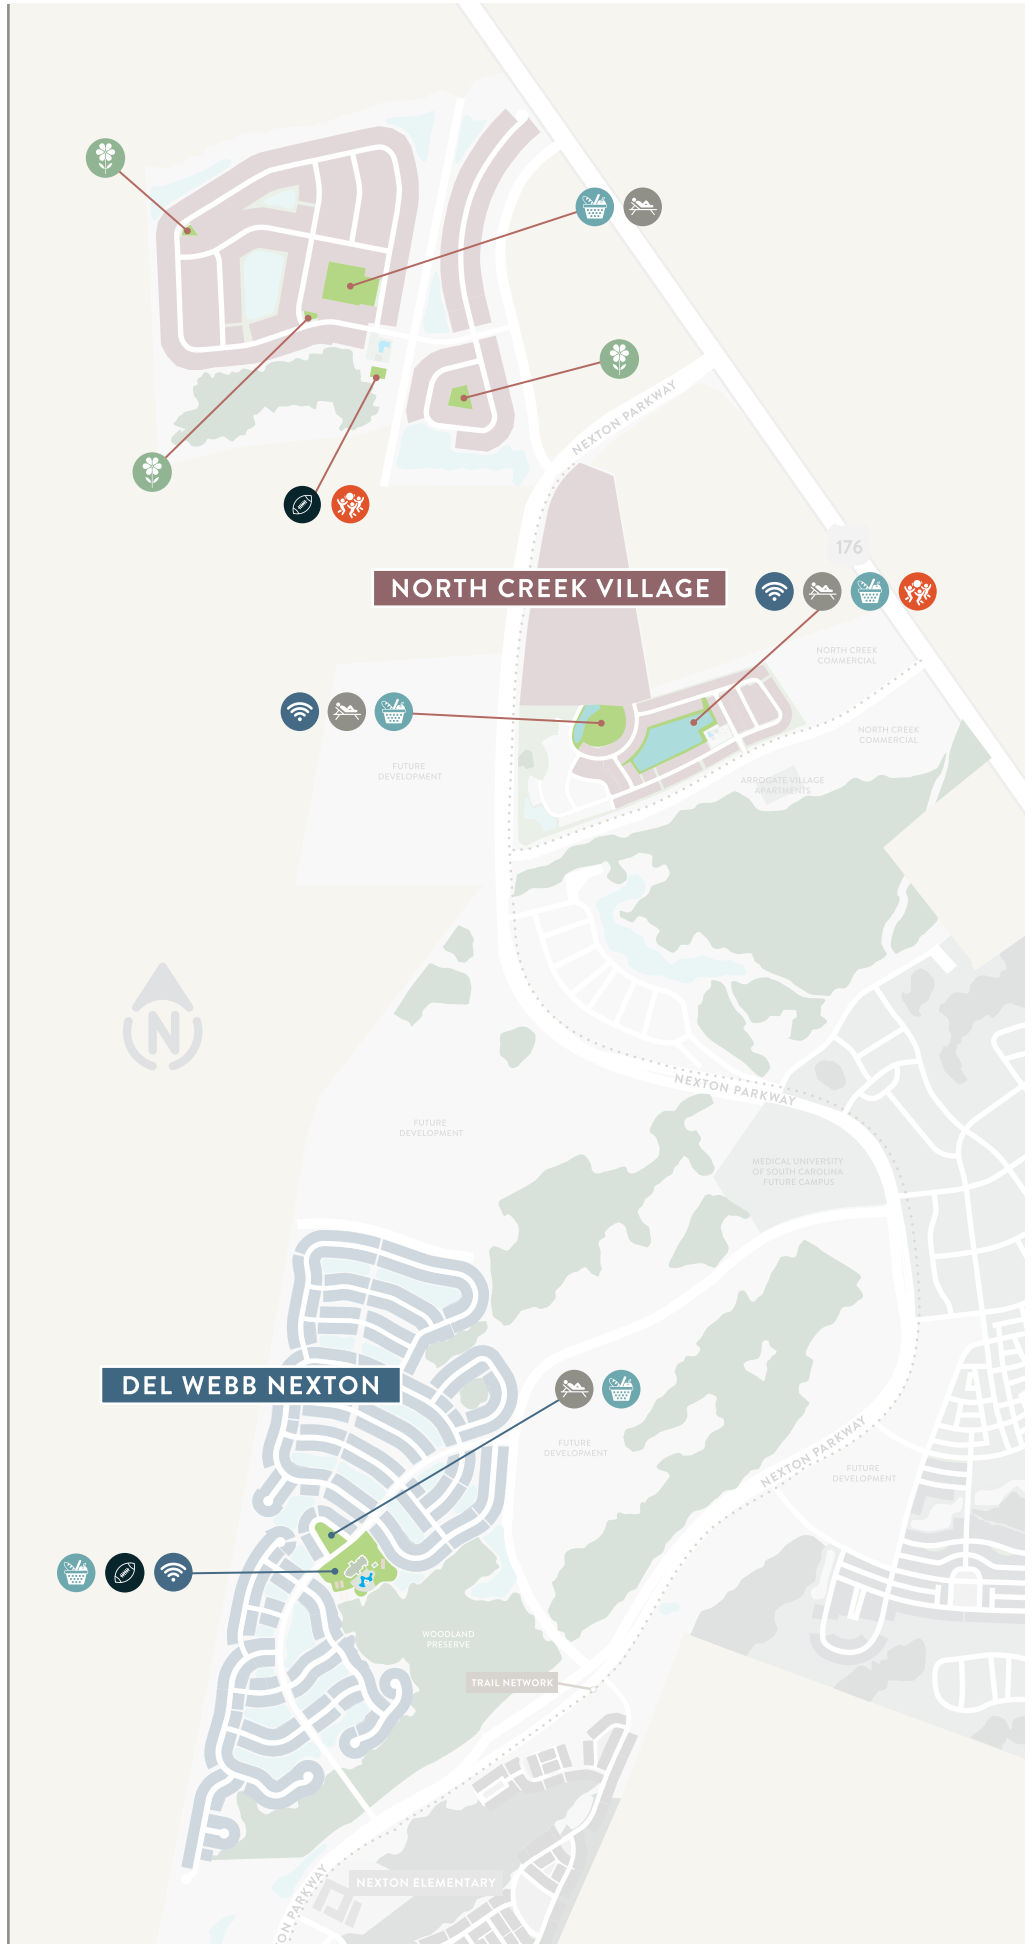 NEXTON PARKWAY
176
NORTH CREEK VILLAGE
NORTH CREEK
COMMERCIAL
NORTH CREEK
COMMERCIAL
FUTURE
DEVELOPMENT
ARROGATE VILLAGE
APARTMENTS
N
NEXTON PARKWAY
FUTURE
DEVELOPMENT
MEDICAL UNIVERSITY
OF SOUTH CAROLINA
FUTURE CAMPUS
DEL WEBB NEXTON
NEXTON PARKWAY
FUTURE
DEVELOPMENT
FUTURE
DEVELOPMENT
WOODLAND
PRESERVE
TRAIL NETWORK
NEXTON ELEMENTARY
ON PARKWAY